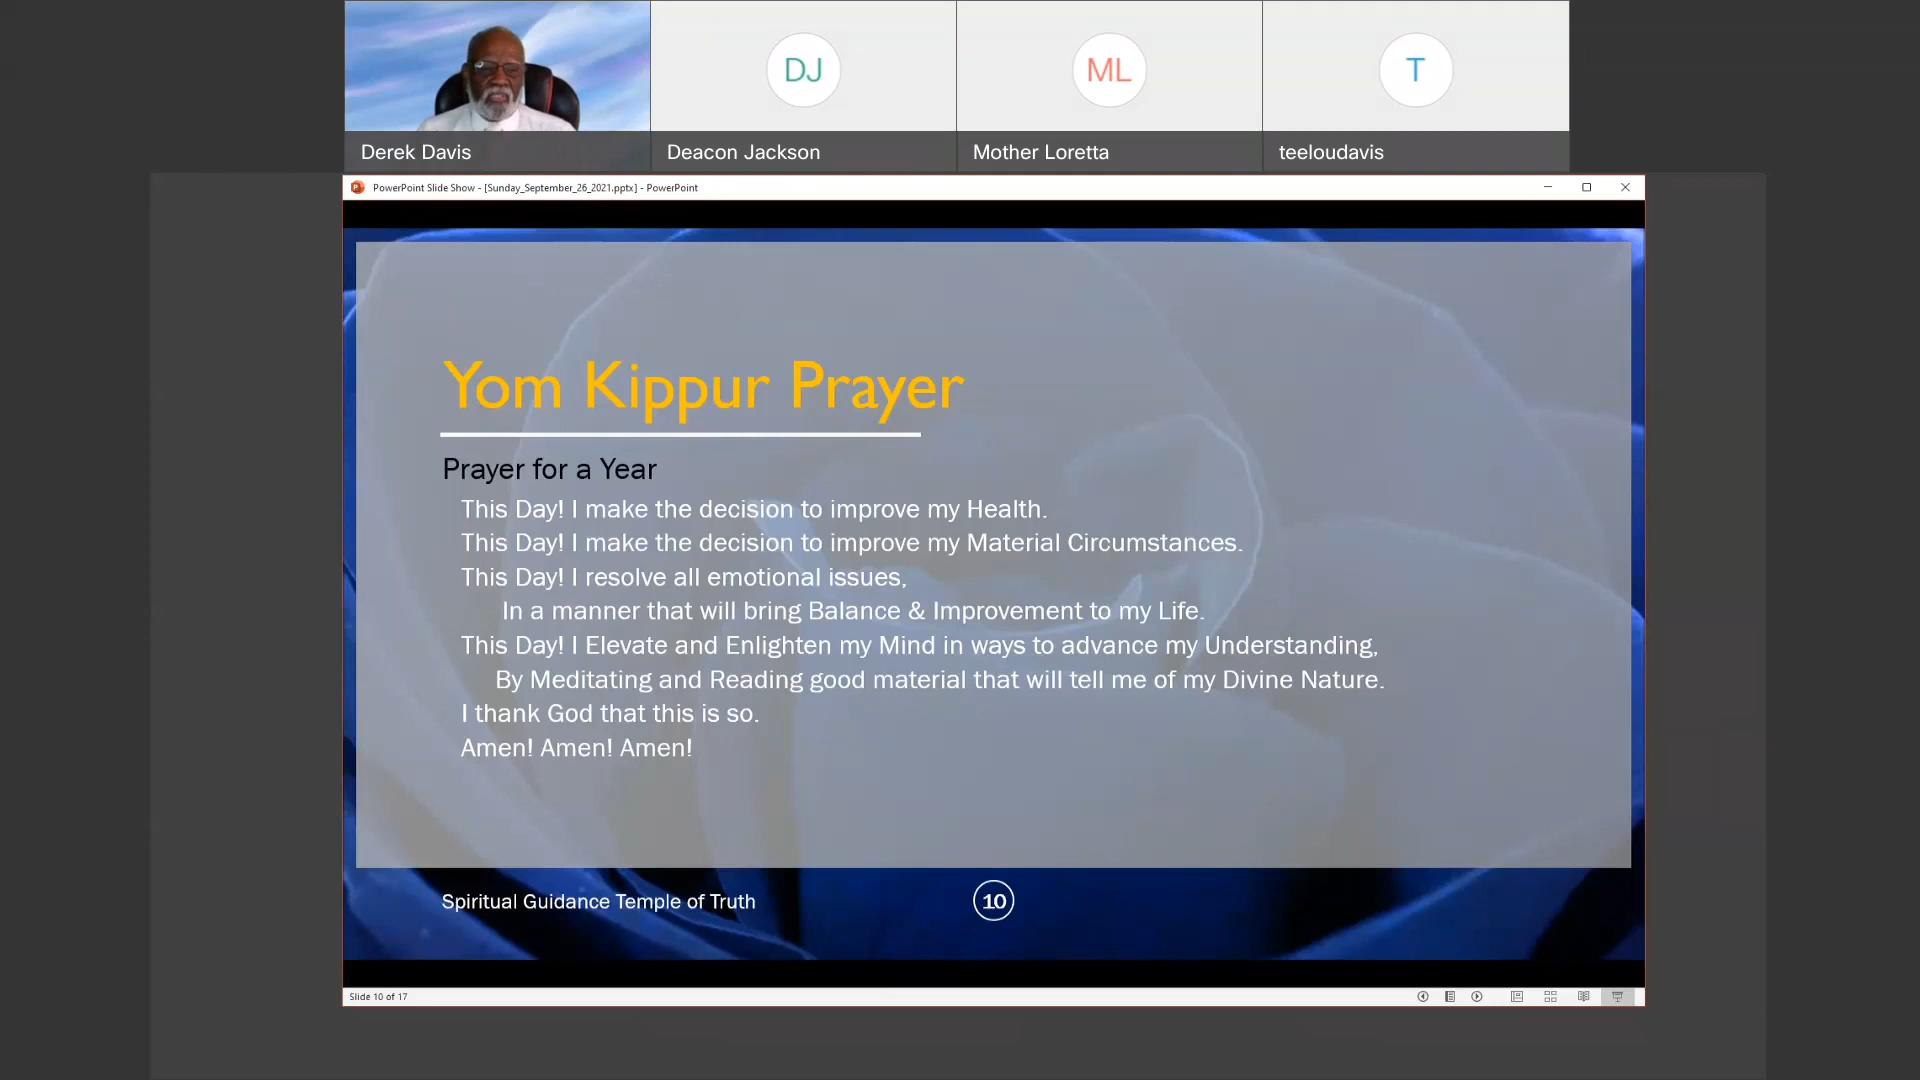 DJ
ML
T
Derek Davis
Deacon Jackson
Mother Loretta
teeloudavis
PowerPoint Slide Show - [Sunday_September_26_2021.pptx] - PowerPoint
Yom Kippur Prayer
Prayer for a Year
This Day! I make the decision to improve my Health.
This Day! I make the decision to improve my Material Circumstances.
This Day! I resolve all emotional issues,
In a manner that will bring Balance & Improvement to my Life.
This Day! I Elevate and Enlighten my Mind in ways to advance my Understanding,
By Meditating and Reading good material that will tell me of my Divine Nature.
I thank God that this is so.
Amen! Amen! Amen!
Spiritual Guidance Temple of Truth
10
Slide 10 of 17